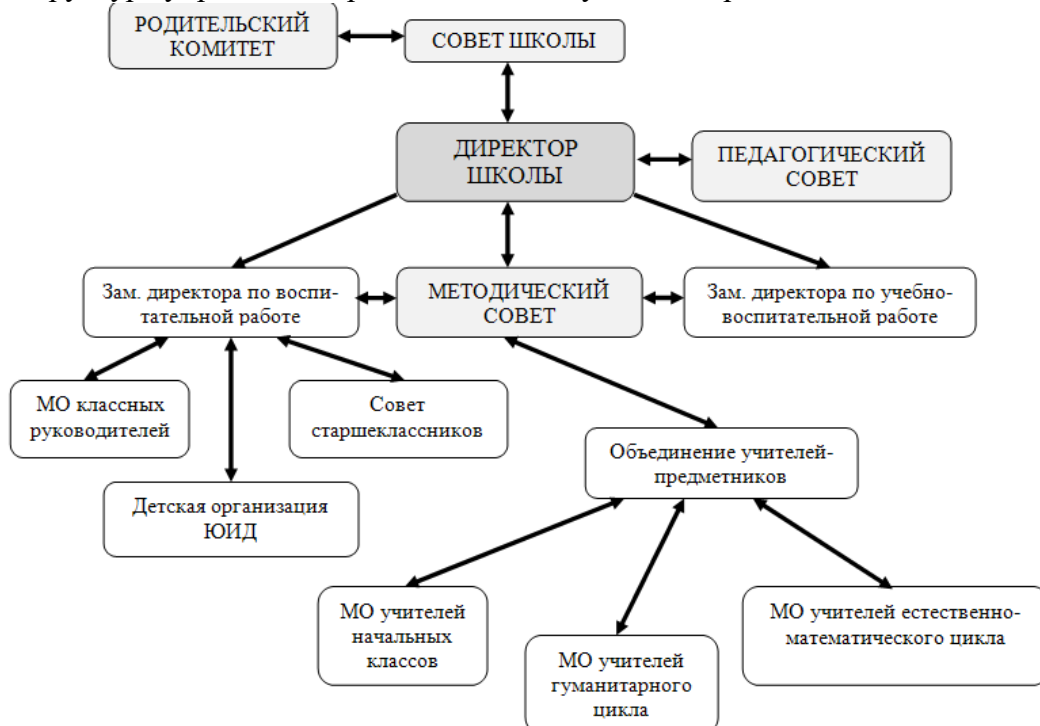 РОДИТЕЛЬСКИЙ
КОМИТЕТ
СОВЕТ ШКОЛЫ
ДИРЕКТОР
ШКОЛЫ
ПЕДАГОГИЧЕСКИЙ
СОВЕТ
Зам. директора по воспи-
тательной работе
МЕТОДИЧЕСКИЙ
СОВЕТ
Зам. директора по учебно-
воспитательной работе
МО классных
руководителей
Совет
старшеклассников
Объединение учителей-
предметников
Детская организация
ЮИД
МО учителей
начальных
классов
МО учителей
гуманитарного
цикла
МО учителей естественно-
математического цикла